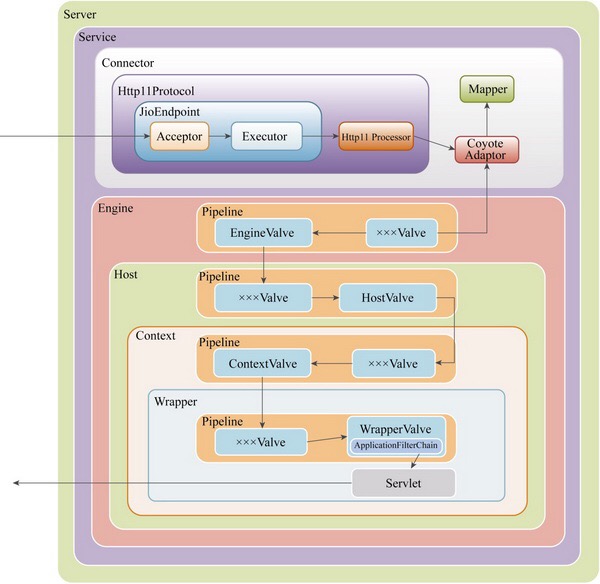 Server
Service
Connector
Http11Protocol
JioEndpoint
Acceptor
Executor
Http11 Processor
Mapper
Coyote
Adaptor
Engine
Pipeline
EngineValve
×××Valve
Host
Pipeline
×××Valve
HostValve
Context
Pipeline
ContextValve
×××Valve
Wrapper
Pipeline
×××Valve
WrapperValve
ApplicationFilterChain
Servlet